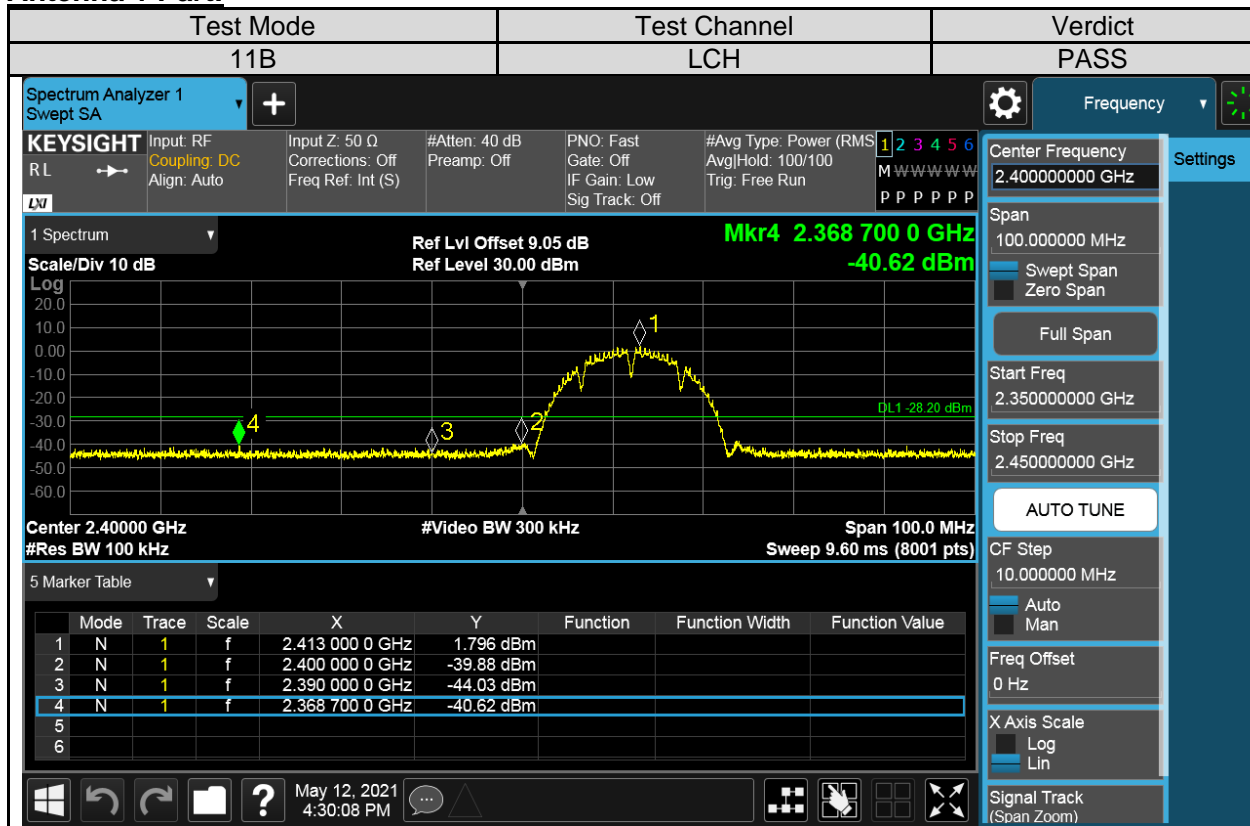 Test Mode Test Channel Verdict
11B LCH PASS
Spectrum Analyzer 1
Swept SA
+
Frequency
KEYSIGHT
RL
LXI
Input: RF
Coupling: DC
Align: Auto
Input Z: 50 Ω
Corrections: Off
Freq Ref: Int (S)
#Atten: 40 dB
Preamp: Off
PNO: Fast
Gate: Off
IF Gain: Low
Sig Track: Off
#Avg Type: Power (RMS
Avg|Hold: 100/100
Trig: Free Run
1 2 3 4 5 6
M W W W W W
P P P P P P
1 Spectrum
Scale/Div 10 dB
Ref Lvl Offset 9.05 dB
Ref Level 30.00 dBm
Mkr4 2.368 700 0 GHz
-40.62 dBm
Log
20.0
10.0
0.00
-10.0
-20.0
-30.0
-40.0
-50.0
-60.0
1
2
3
4
DL1 -28.20 dBm
Center 2.40000 GHz #Video BW 300 kHz Span 100.0 MHz
#Res BW 100 kHz Sweep 9.60 ms (8001 pts)
5 Marker Table
Mode Trace Scale X Y Function Function Width Function Value
1 N 1 f 2.413 000 0 GHz 1.796 dBm
2 N 1 f 2.400 000 0 GHz -39.88 dBm
3 N 1 f 2.390 000 0 GHz -44.03 dBm
4 N 1 f 2.368 700 0 GHz -40.62 dBm
5
6
?
May 12, 2021
4:30:08 PM
Center Frequency
2.400000000 GHz
Settings
Span
100.000000 MHz
Swept Span
Zero Span
Full Span
Start Freq
2.350000000 GHz
Stop Freq
2.450000000 GHz
AUTO TUNE
CF Step
10.000000 MHz
Auto
Man
Freq Offset
0 Hz
X Axis Scale
Log
Lin
Signal Track
(Span Zoom)